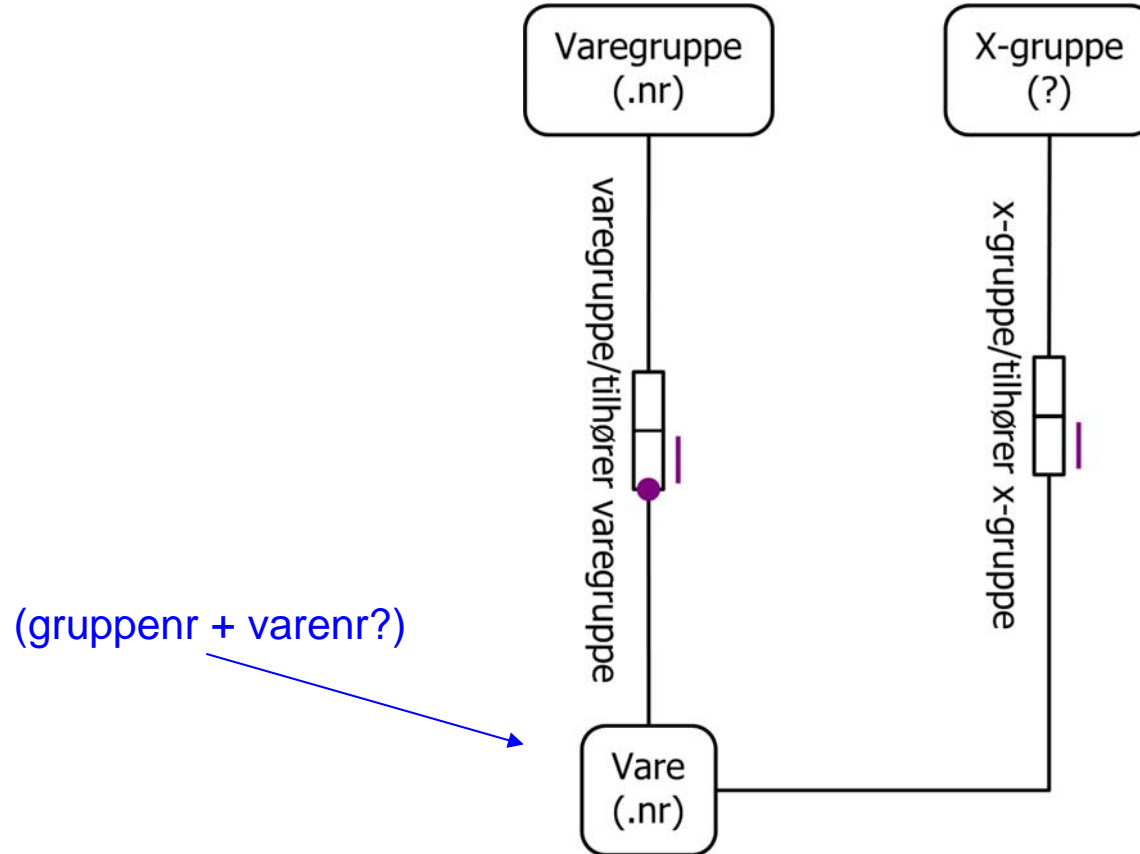 Varegruppe
(.nr)
X-gruppe
(?)
varegruppe/tilhører varegruppe
x-gruppe/tilhører x-gruppe
(gruppenr + varenr?)
Vare
(.nr)